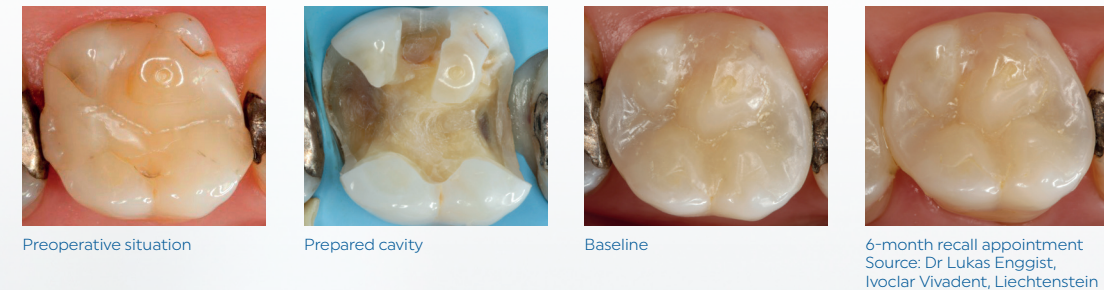 Preoperative situation
Prepared cavity
Baseline
6-month recall appointment
Source: Dr Lukas Enggist,
Ivoclar Vivadent, Liechtenstein